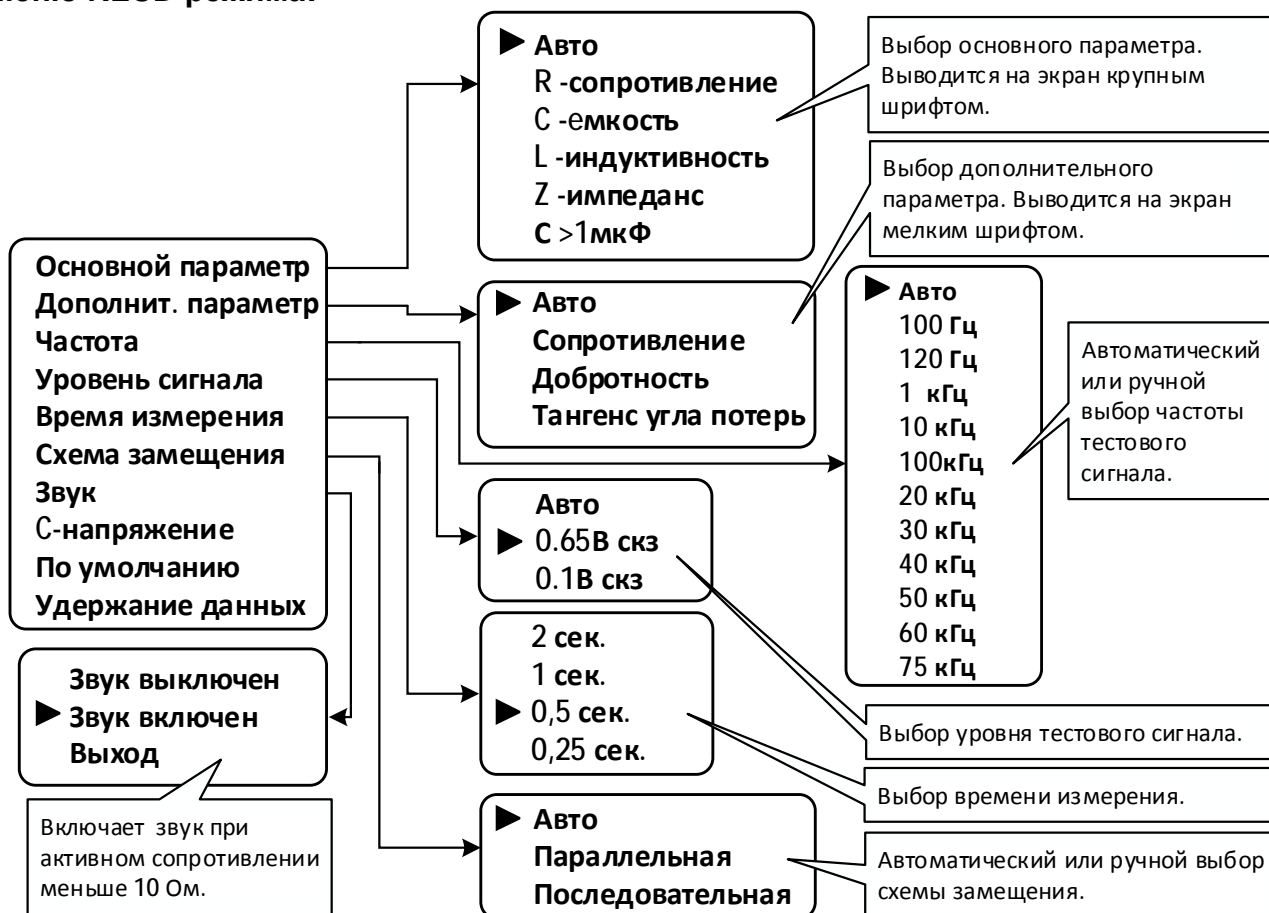 Авто
R -сопротивление
C -емкость
L -индуктивность
Z -импеданс
C >1мкФ
Выбор основного параметра.
Выводится на экран крупным
шрифтом.
Выбор дополнительного
параметра. Выводится на экран
мелким шрифтом.
Основной параметр
Дополнит. параметр
Частота
Уровень сигнала
Время измерения
Схема замещения
Звук
C-напряжение
По умолчанию
Удержание данных
Авто
Сопротивление
Добротность
Тангенс угла потерь
Авто
100 Гц
120 Гц
1 кГц
10 кГц
100кГц
20 кГц
30 кГц
40 кГц
50 кГц
60 кГц
75 кГц
Автоматический
или ручной
выбор частоты
тестового
сигнала.
Авто
0.65В скз
0.1В скз
2 сек.
1 сек.
0,5 сек.
0,25 сек.
Звук выключен
Звук включен
Выход
Выбор уровня тестового сигнала.
Выбор времени измерения.
Включает звук при
активном сопротивлении
меньше 10 Ом.
Авто
Параллельная
Последовательная
Автоматический или ручной выбор
схемы замещения.